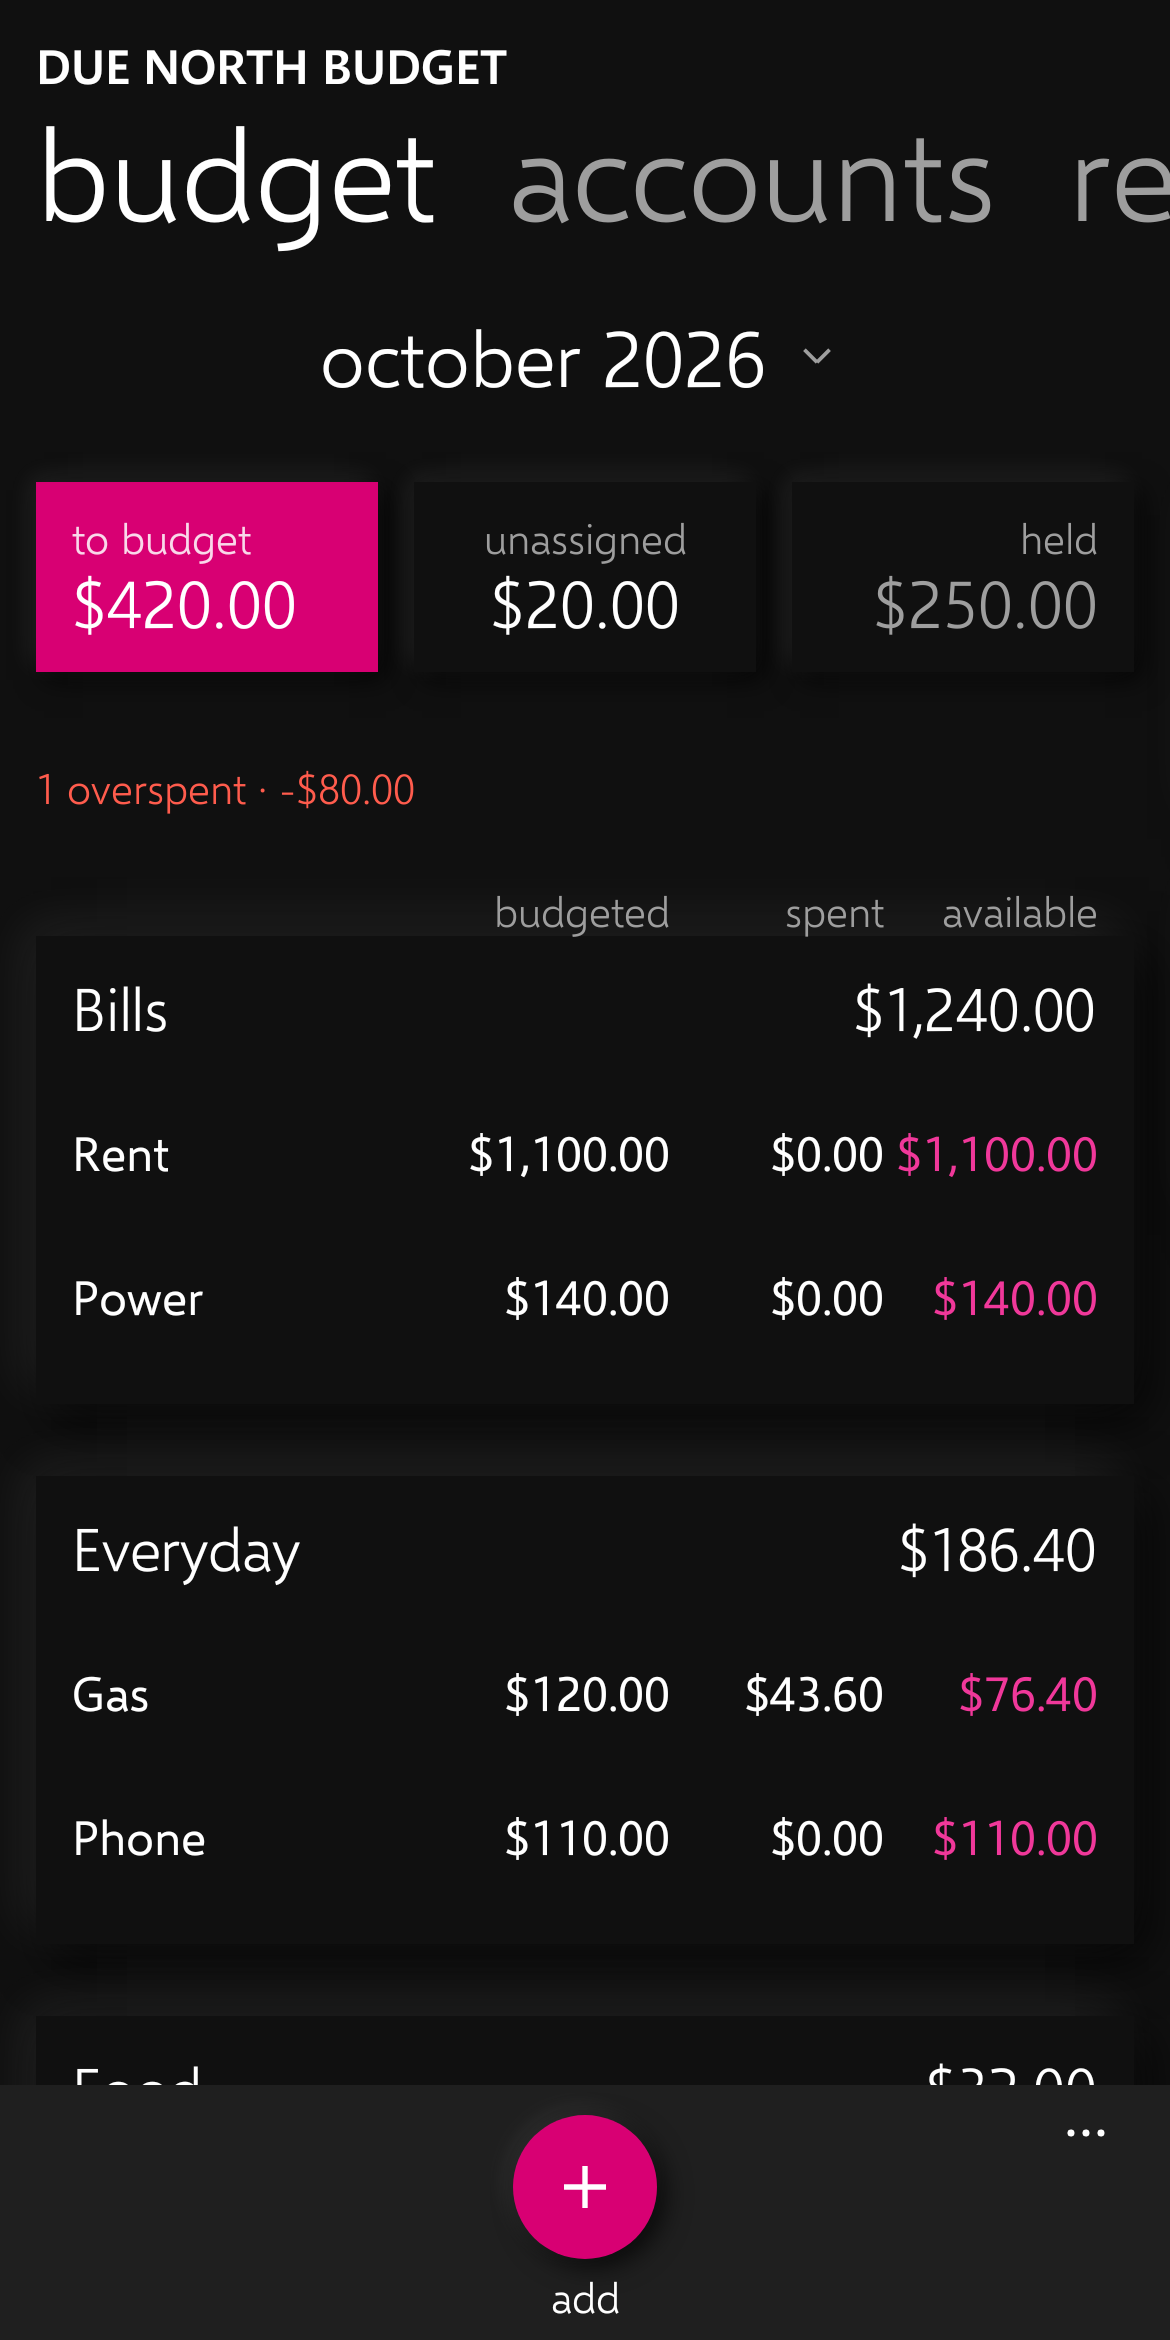 DUE NORTH BUDGET
budget accounts re
october 2026
to budget unassigned held
$420.00 $20.00 $250.00
1 overspent · -$80.00
budgeted spent available
Bills $1,240.00
Rent $1,100.00 $0.00 $1,100.00
Power $140.00 $0.00 $140.00
Everyday $186.40
Gas $120.00 $43.60 $76.40
Phone $110.00 $0.00 $110.00
Food
add